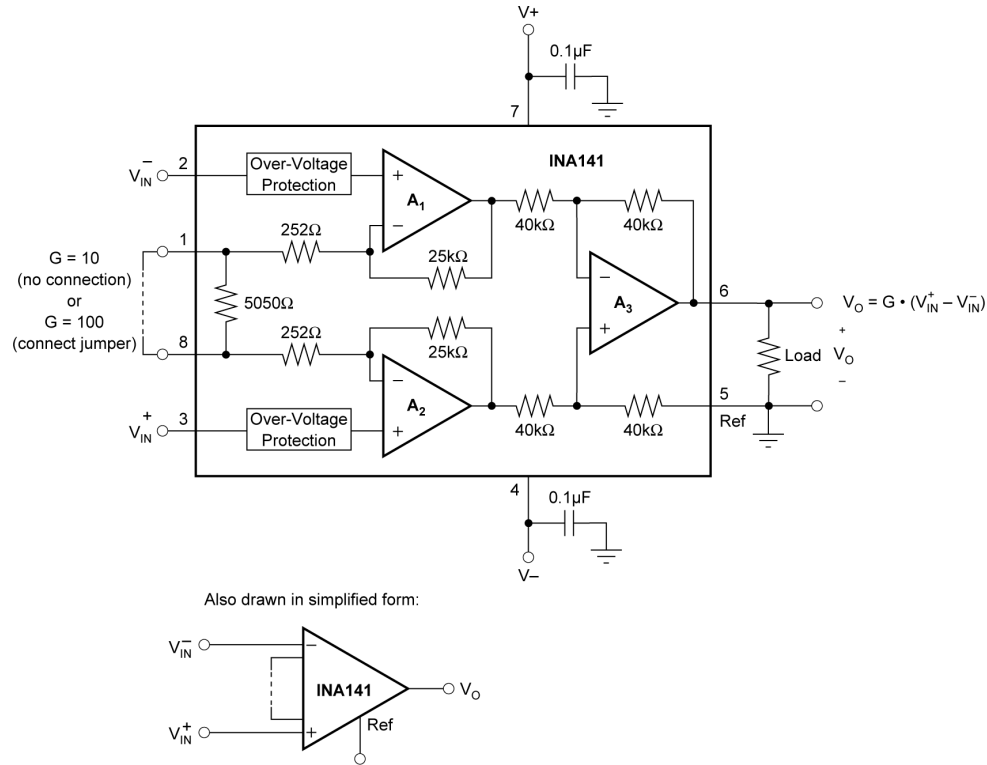 V+
0.1µF
7
INA141
V–IN
2
Over-Voltage
Protection
+
A1
–
40kΩ
40kΩ
1
252Ω
25kΩ
G = 10
(no connection)
or
G = 100
(connect jumper)
5050Ω
–
A3
+
6
VO = G • (V+IN – V–IN)
+
Load
VO
–
8
252Ω
25kΩ
–
A2
+
5
Ref
V+IN
3
Over-Voltage
Protection
40kΩ
40kΩ
4
0.1µF
V–
Also drawn in simplified form:
V–IN
–
INA141
VO
V+IN
+
Ref